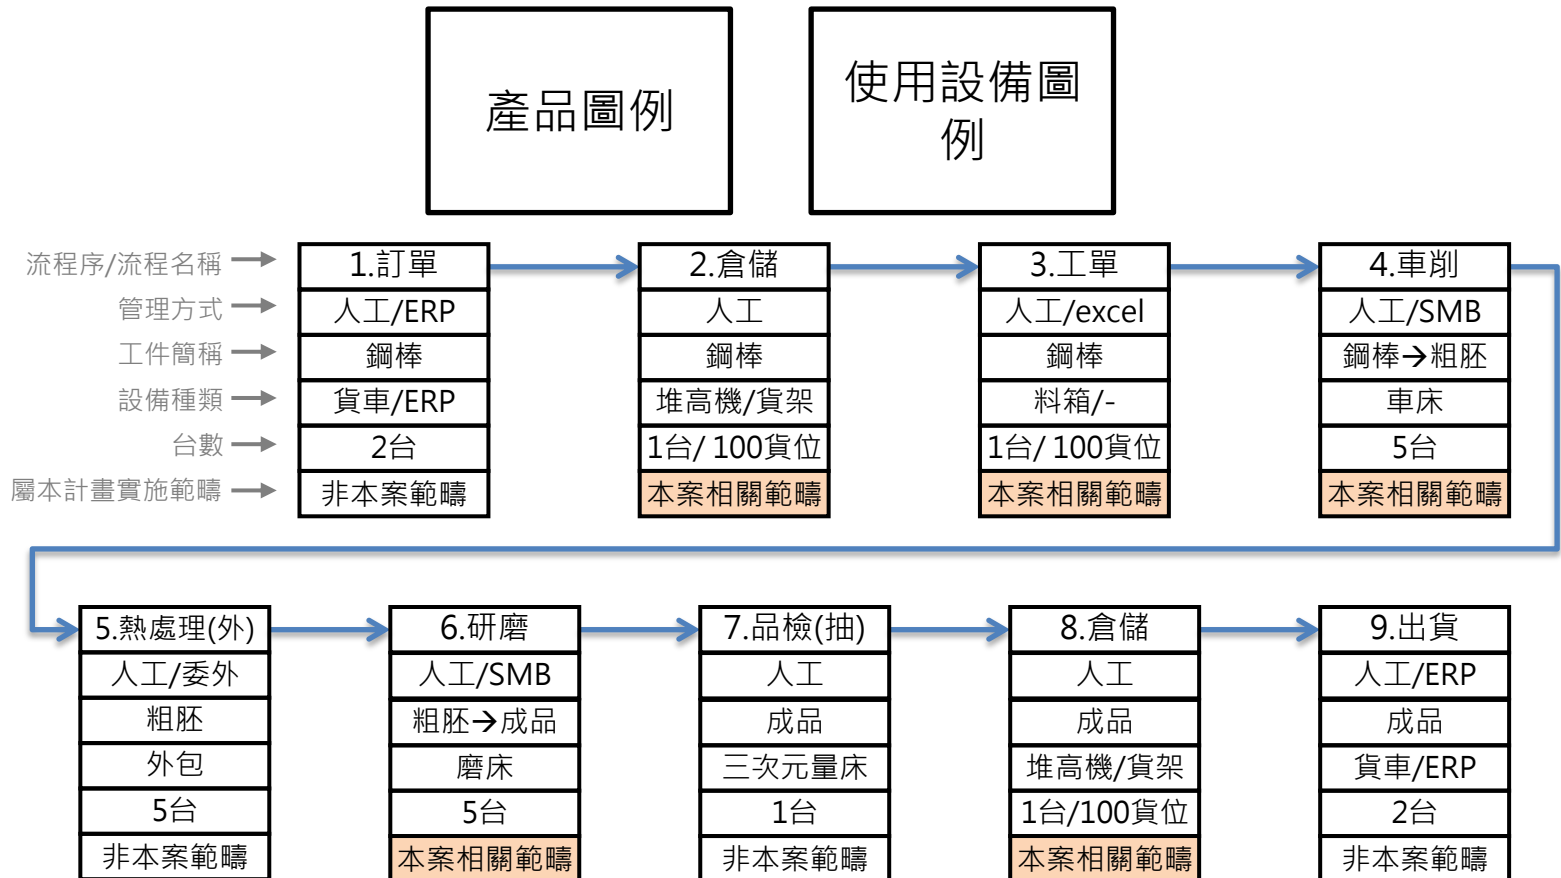 產品圖例
使用設備圖
例
流程序/流程名稱
管理方式
工件簡稱
設備種類
台數
屬本計畫實施範疇
1.訂單
人工/ERP
鋼棒
貨車/ERP
2台
非本案範疇
2.倉儲
人工
鋼棒
堆高機/貨架
1台/ 100貨位
本案相關範疇
3.工單
人工/excel
鋼棒
料箱/-
1台/ 100貨位
本案相關範疇
4.車削
人工/SMB
鋼棒→粗胚
車床
5台
本案相關範疇
5.熱處理(外)
人工/委外
粗胚
外包
5台
非本案範疇
6.研磨
人工/SMB
粗胚→成品
磨床
5台
本案相關範疇
7.品檢(抽)
人工
成品
三次元量床
1台
非本案範疇
8.倉儲
人工
成品
堆高機/貨架
1台/100貨位
本案相關範疇
9.出貨
人工/ERP
成品
貨車/ERP
2台
非本案範疇